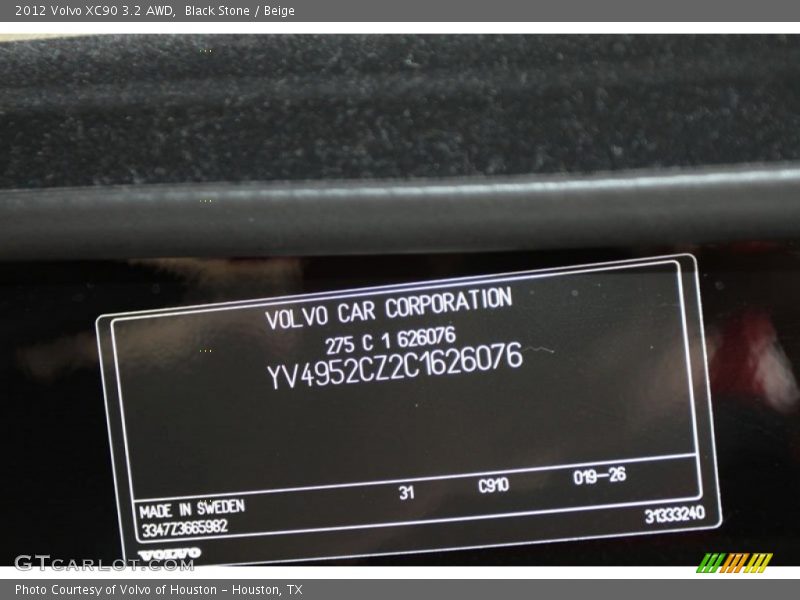 2012 Volvo XC90 3.2 AWD, Black Stone / Beige
VOLVO CAR CORPORATION
275 C 1 626076
YV4952CZ2C1626076
31 C910 019-26
MADE IN SWEDEN
3347Z3665982
31333240
VOLVO
GTCARLOT.COM
Photo Courtesy of Volvo of Houston - Houston, TX